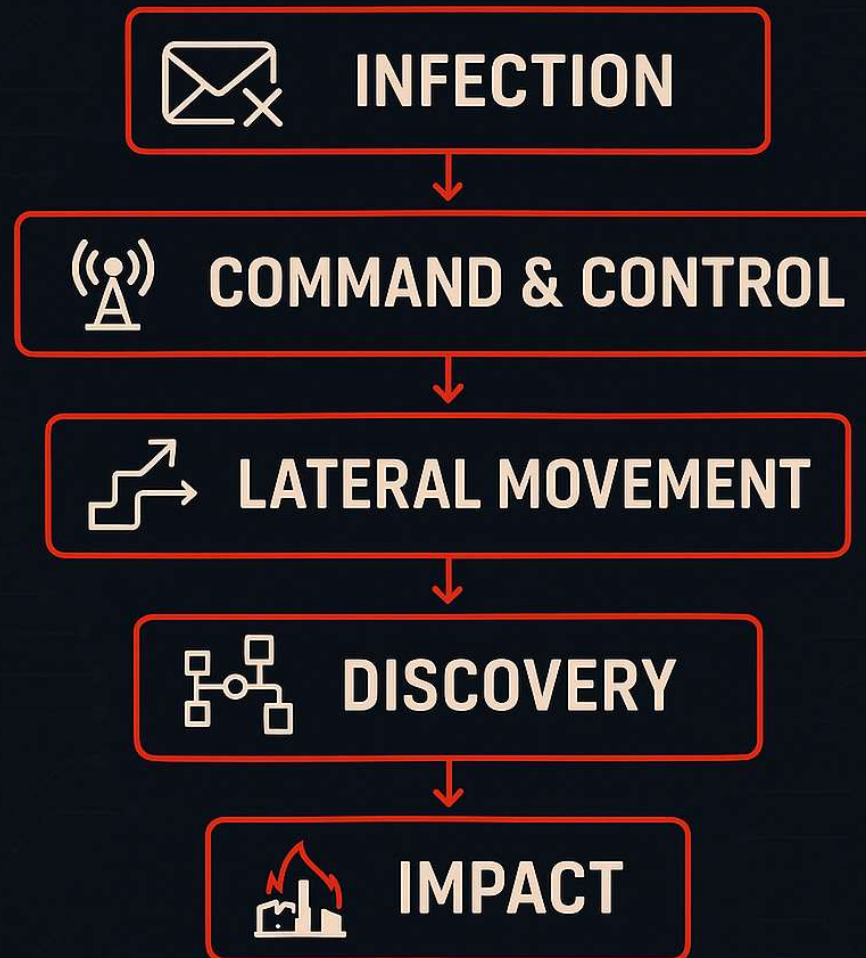 INFECTION
COMMAND & CONTROL
LATERAL MOVEMENT
DISCOVERY
IMPACT